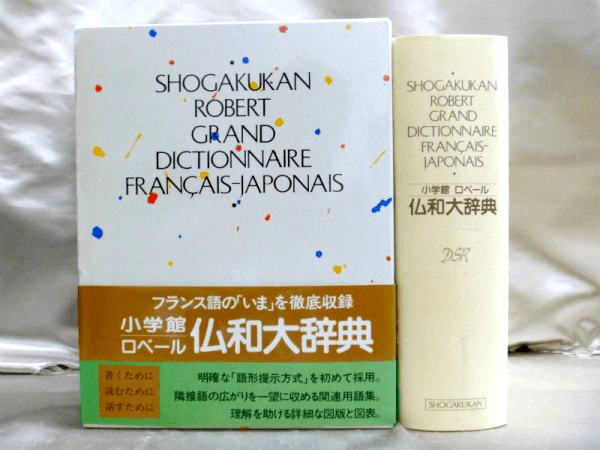 SHOGAKUKAN
ROBERT
GRAND
DICTIONNAIRE
FRANÇAIS-JAPONAIS
フランス語の「いま」を徹底収録
小学館
ロベール
仏和大辞典
書くために
読むために
話すために
明確な「語形提示方式」を初めて採用。
隣接語の広がりを一望に収める関連用語集。
理解を助ける詳細な図版と図表。
SHOGAKUKAN
ROBERT
GRAND
DICTIONNAIRE
FRANÇAIS-
JAPONAIS
小学館 ロベール
仏和大辞典
DSR
SHOGAKUKAN